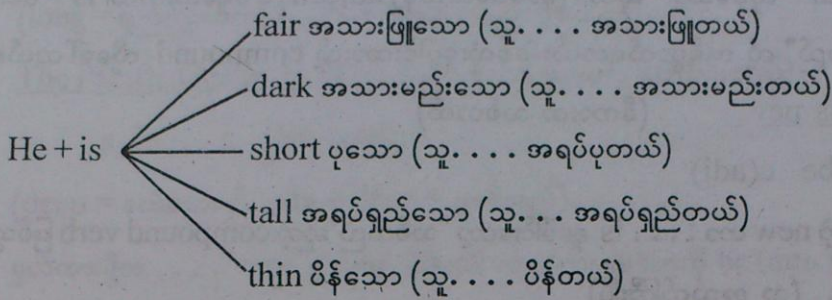 fair အသားဖြူသော (သူ. . . . အသားဖြူတယ်)
dark အသားမည်းသော (သူ. . . . အသားမည်းတယ်)
He + is
short ပုသော (သူ. . . . အရပ်ပုတယ်)
tall အရပ်ရှည်သော (သူ. . . အရပ်ရှည်တယ်)
thin ပိန်သော (သူ. . . . ပိန်တယ်)